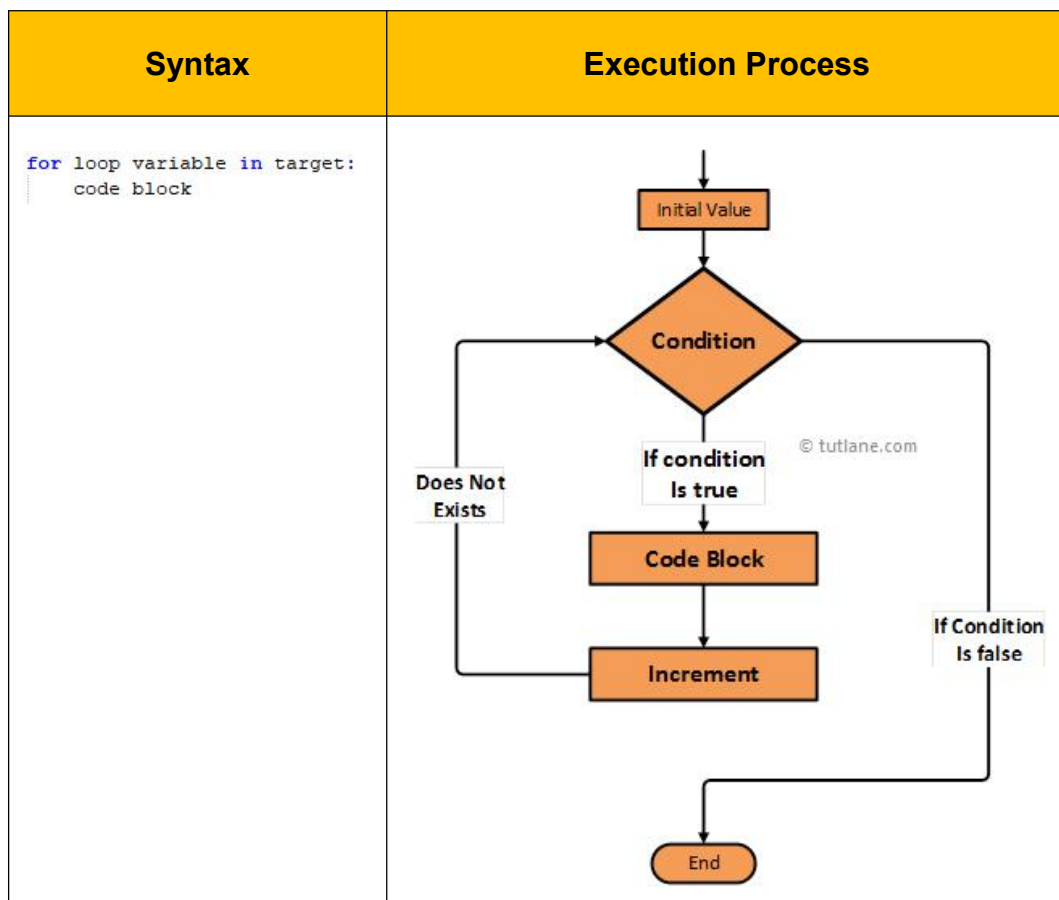 Syntax
Execution Process
for loop variable in target:
code block
Initial Value
Condition
© tutlane.com
If condition
Is true
Does Not
Exists
Code Block
If Condition
Is false
Increment
End